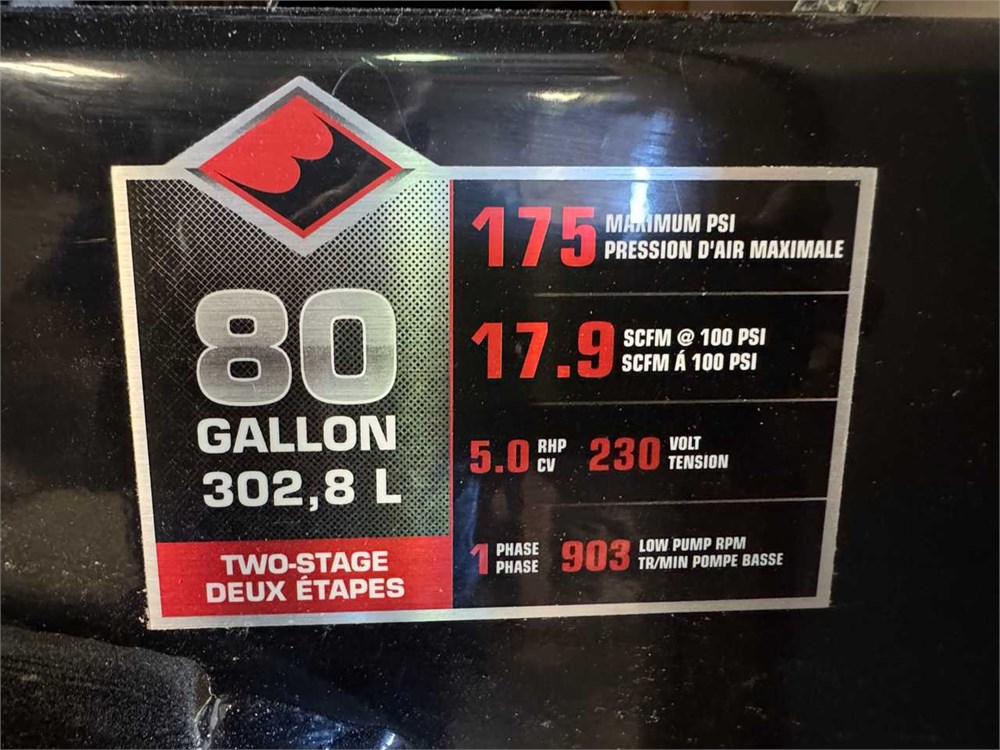 80
GALLON
302,8 L
TWO-STAGE
DEUX ÉTAPES
175 MAXIMUM PSI
PRESSION D'AIR MAXIMALE
17.9 SCFM @ 100 PSI
SCFM Á 100 PSI
5.0 RHP
CV
230 VOLT
TENSION
1 PHASE
PHASE
903 LOW PUMP RPM
TR/MIN POMPE BASSE